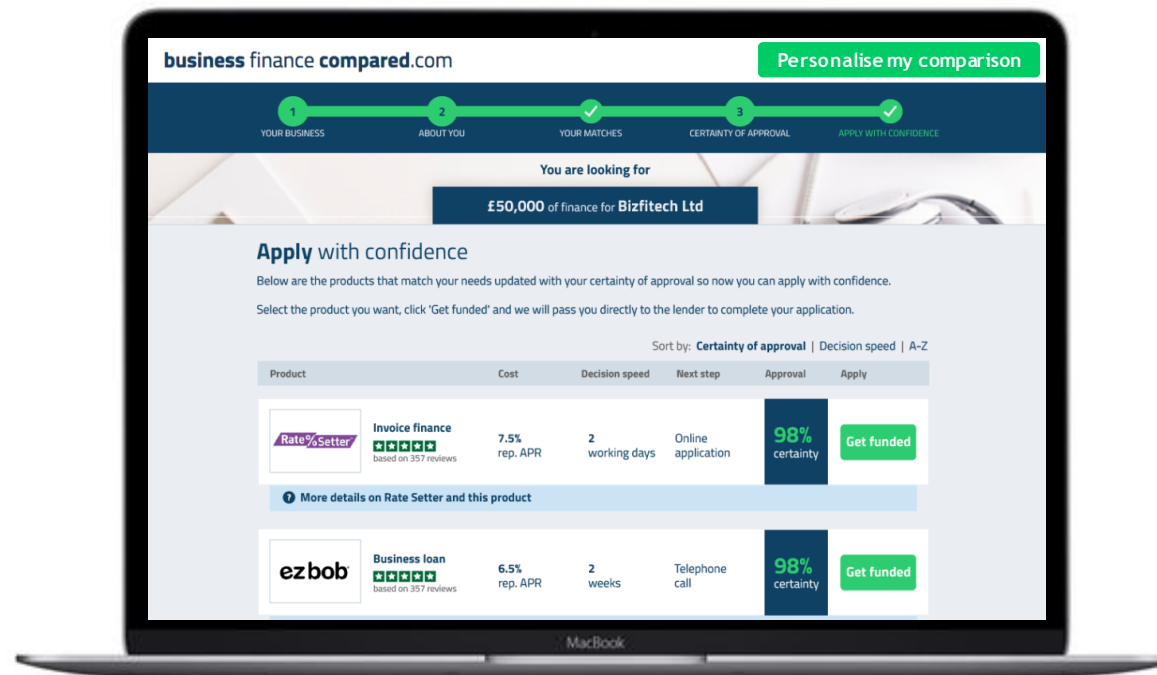 business finance compared.com
Personalise my comparison
1
2
3
YOUR BUSINESS
ABOUT YOU
YOUR MATCHES
CERTAINTY OF APPROVAL
APPLY WITH CONFIDENCE
You are looking for
£50,000 of finance for Bizfitech Ltd
Apply with confidence
Below are the products that match your needs updated with your certainty of approval so now you can apply with confidence.
Select the product you want, click 'Get funded' and we will pass you directly to the lender to complete your application.
Sort by: Certainty of approval | Decision speed | A-Z
Product Cost Decision speed Next step Approval Apply
Rate%Setter
Invoice finance
based on 357 reviews
7.5%
rep. APR
2
working days
Online
application
98%
certainty
Get funded
? More details on Rate Setter and this product
ezbob
Business loan
based on 357 reviews
6.5%
rep. APR
2
weeks
Telephone
call
98%
certainty
Get funded
MacBook